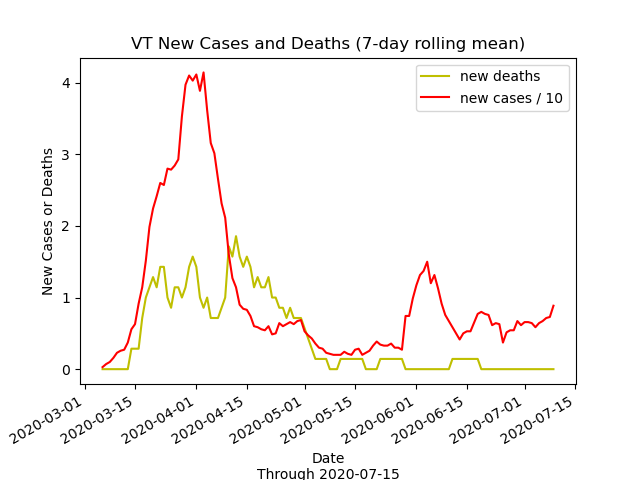 VT New Cases and Deaths (7-day rolling mean)
new deaths
new cases / 10
New Cases or Deaths
4
3
2
1
0
2020-03-01
2020-03-15
2020-04-01
2020-04-15
2020-05-01
2020-05-15
2020-06-01
2020-06-15
2020-07-01
2020-07-15
Date
Through 2020-07-15